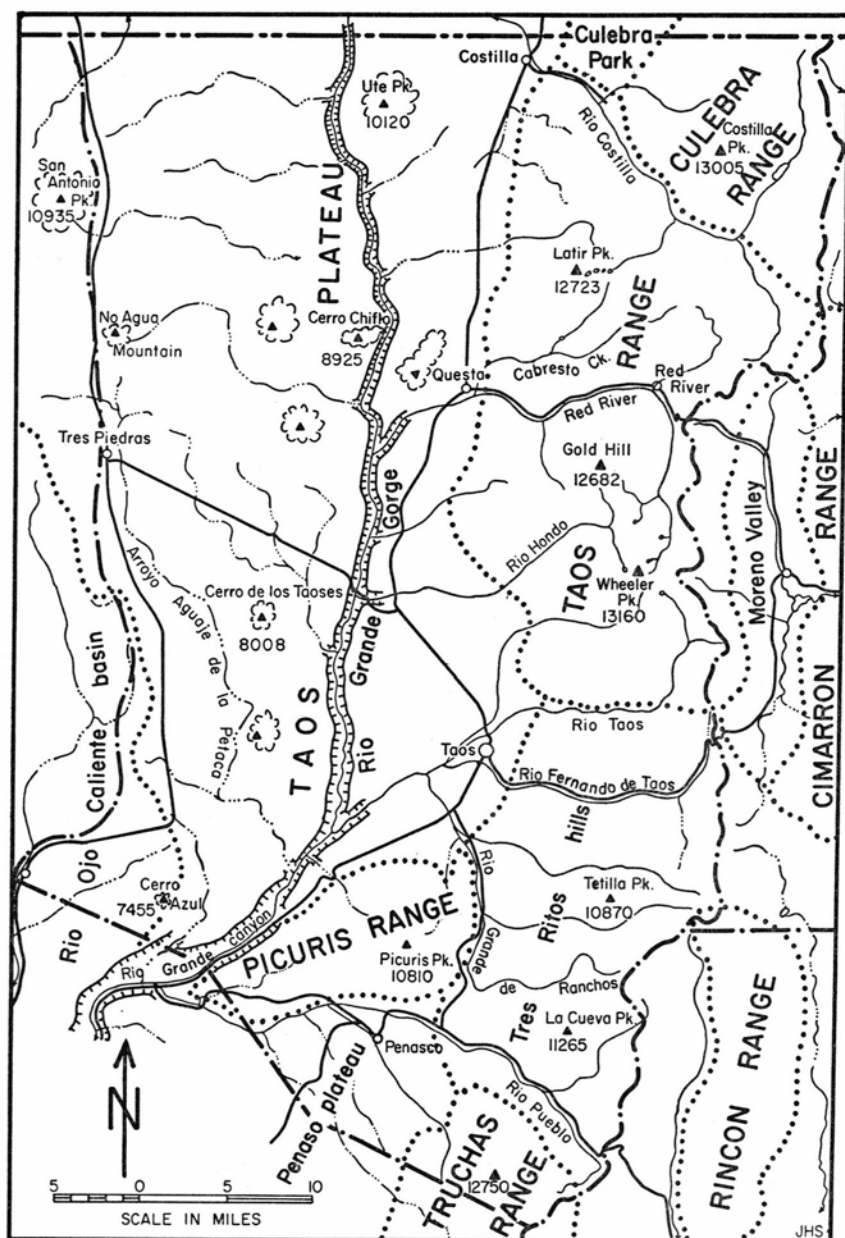 Culebra
Park
Costilla
CULEBRA
RANGE
Costilla
Pk.
13005
Rio Costilla
Ute Pk.
10120
San
Antonio
Pk.
10935
PLATEAU
Latir Pk.
12723
RANGE
No Agua
Mountain
Cerro Chiflo
8925
Cabresto Ck.
Questa
Red
River
Red River
Tres Piedras
Gold Hill
12682
Gorge
Rio Hondo
Moreno Valley
RANGE
Arroyo Aguaje de la Petaca
Cerro de los Taoses
8008
TAOS
Wheeler
Pk.
13160
Grande
Rio
TAOS
Caliente basin
Ojo
Rio
Rio Taos
Taos
Rio Fernando de Taos
CIMARRON
hills
Ritos
Tres
Rio Grande de Ranchos
Tetilla Pk.
10870
Cerro
Azul
7455
Rio Grande canyon
PICURIS RANGE
Picuris Pk.
10810
La Cueva Pk.
11265
RINCON RANGE
Penasco
Penaso plateau
Rio Pueblo
TRUCHAS
RANGE
12750
N
5 0 5 10
SCALE IN MILES
JHS